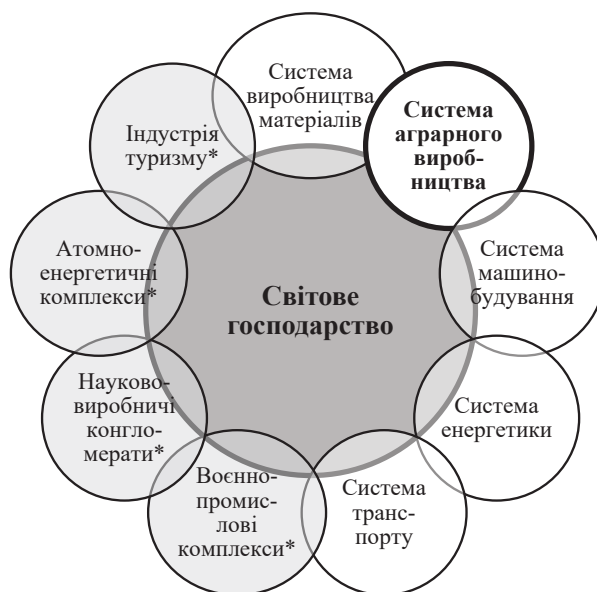 Система
виробництва
матеріалів
Система
аграрного
вироб-
ництва
Система
машино-
будування
Система
енергетики
Система
транс-
порту
Воєнно-
промис-
лові
комплекси*
Науково-
виробничі
конгло-
мерати*
Атомно-
енергетичні
комплекси*
Індустрія
туризму*
Світове
господарство